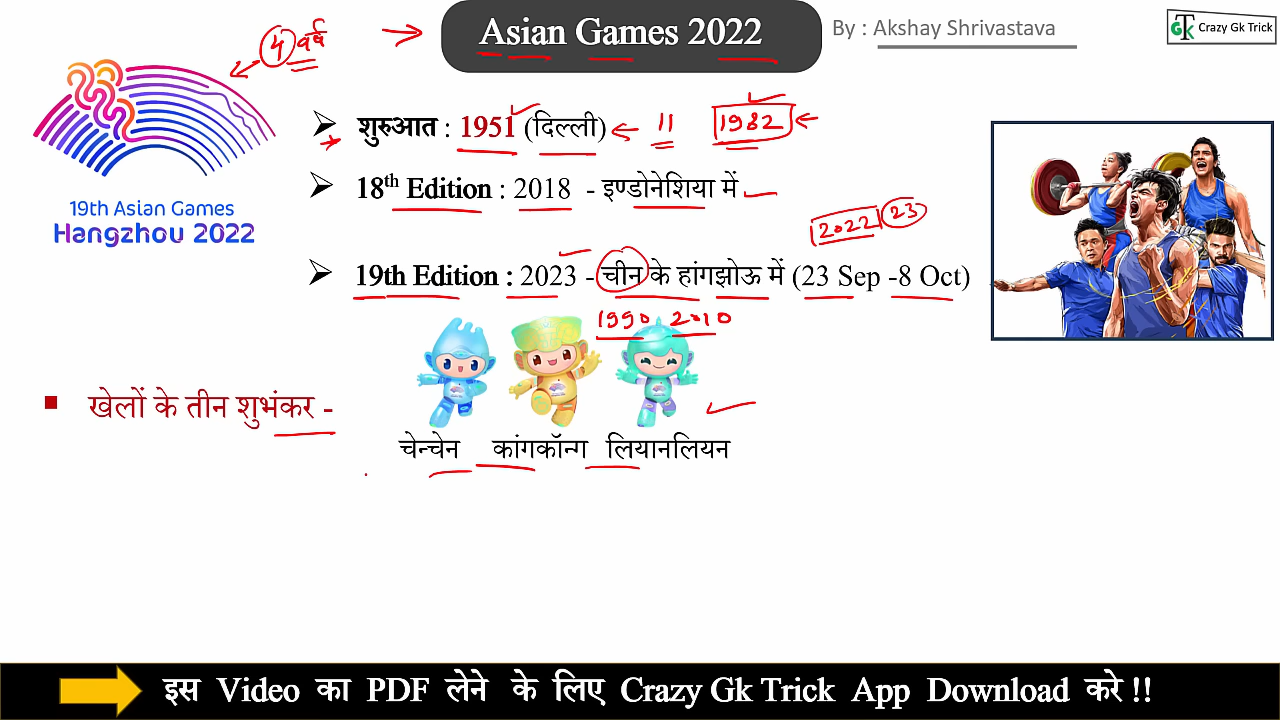 4 वर्ष
Asian Games 2022
By : Akshay Shrivastava
Crazy Gk Trick
शुरुआत : 1951 (दिल्ली)
11
1982
18th Edition : 2018 - इण्डोनेशिया में
19th Asian Games
Hangzhou 2022
2022 23
19th Edition : 2023 - चीन के हांगझोऊ में (23 Sep -8 Oct)
1990 2010
खेलों के तीन शुभंकर -
चेन्चेन कांगकॉन्ग लियानलियन
इस Video का PDF लेने के लिए Crazy Gk Trick App Download करे !!